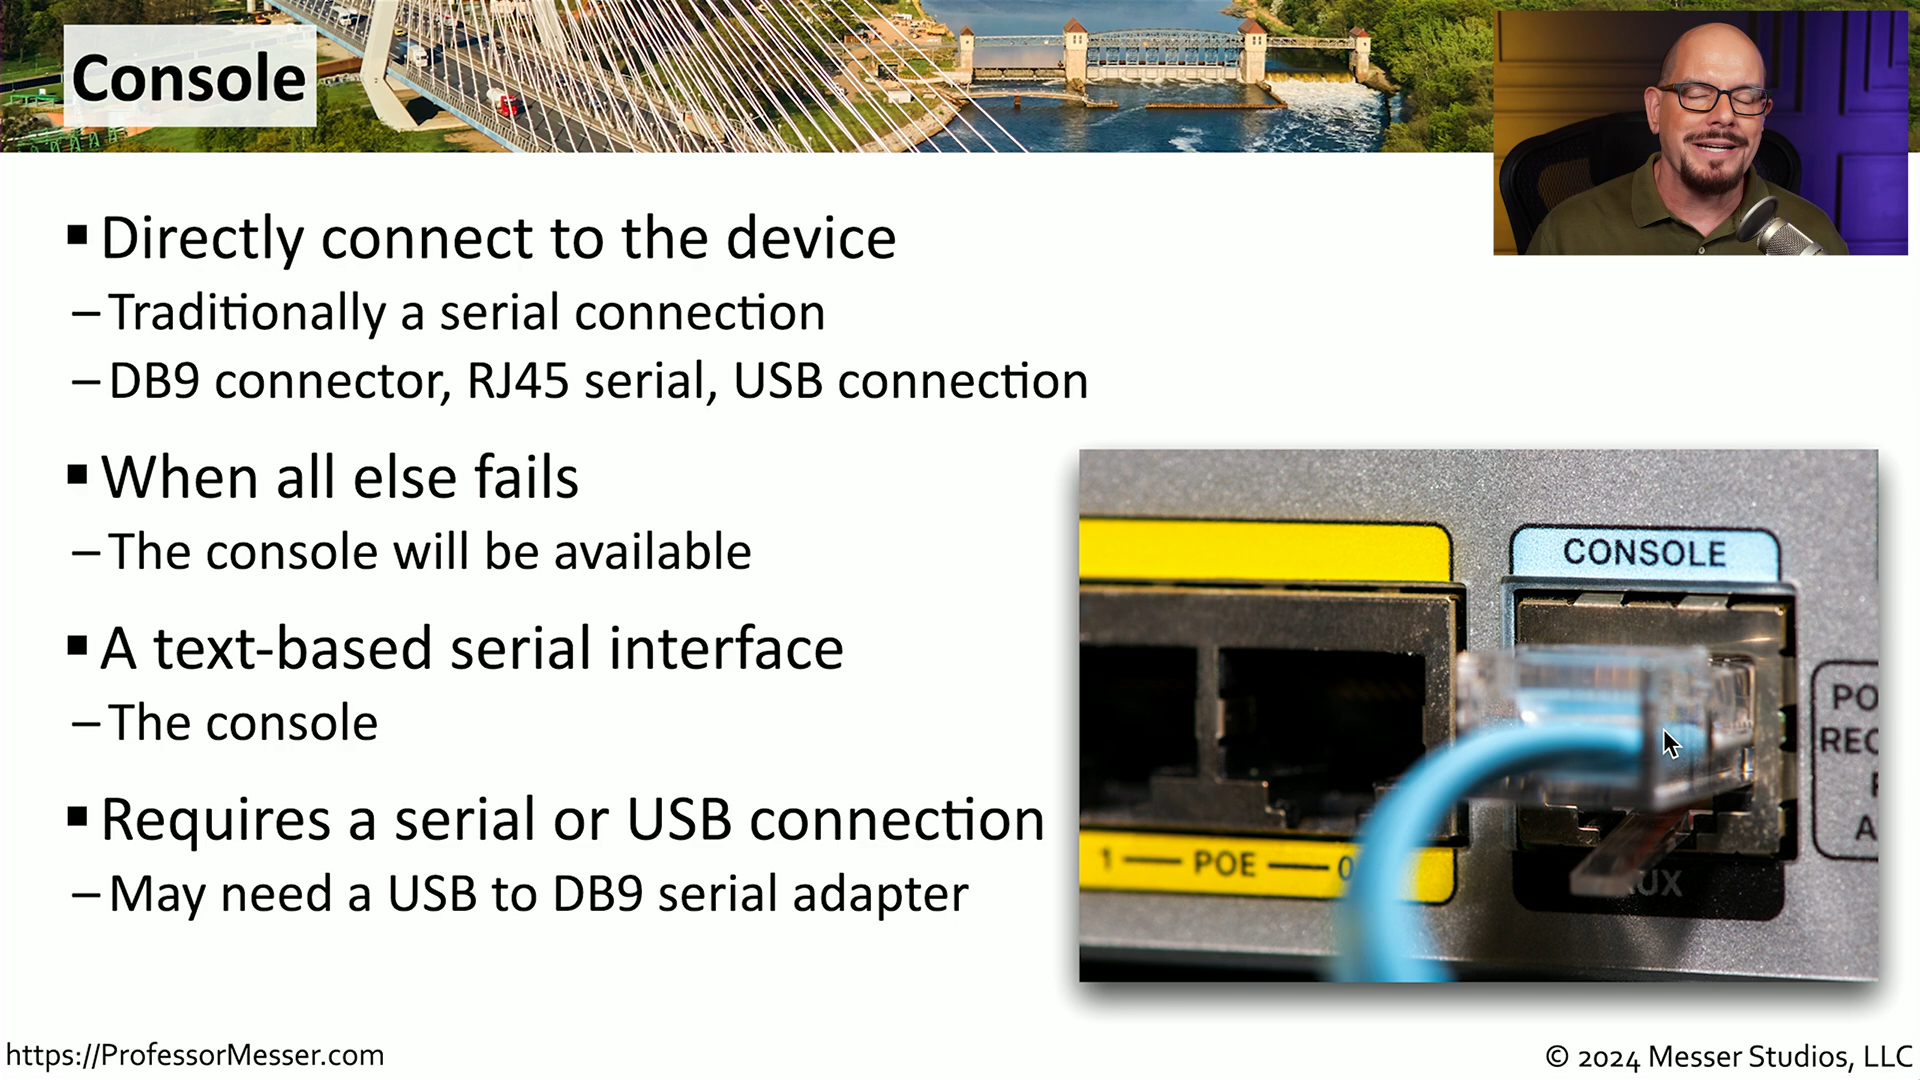 Console
▪ Directly connect to the device
– Traditionally a serial connection
– DB9 connector, RJ45 serial, USB connection
▪ When all else fails
– The console will be available
▪ A text-based serial interface
– The console
▪ Requires a serial or USB connection
– May need a USB to DB9 serial adapter
CONSOLE
1 — POE — 0
https://ProfessorMesser.com
© 2024 Messer Studios, LLC